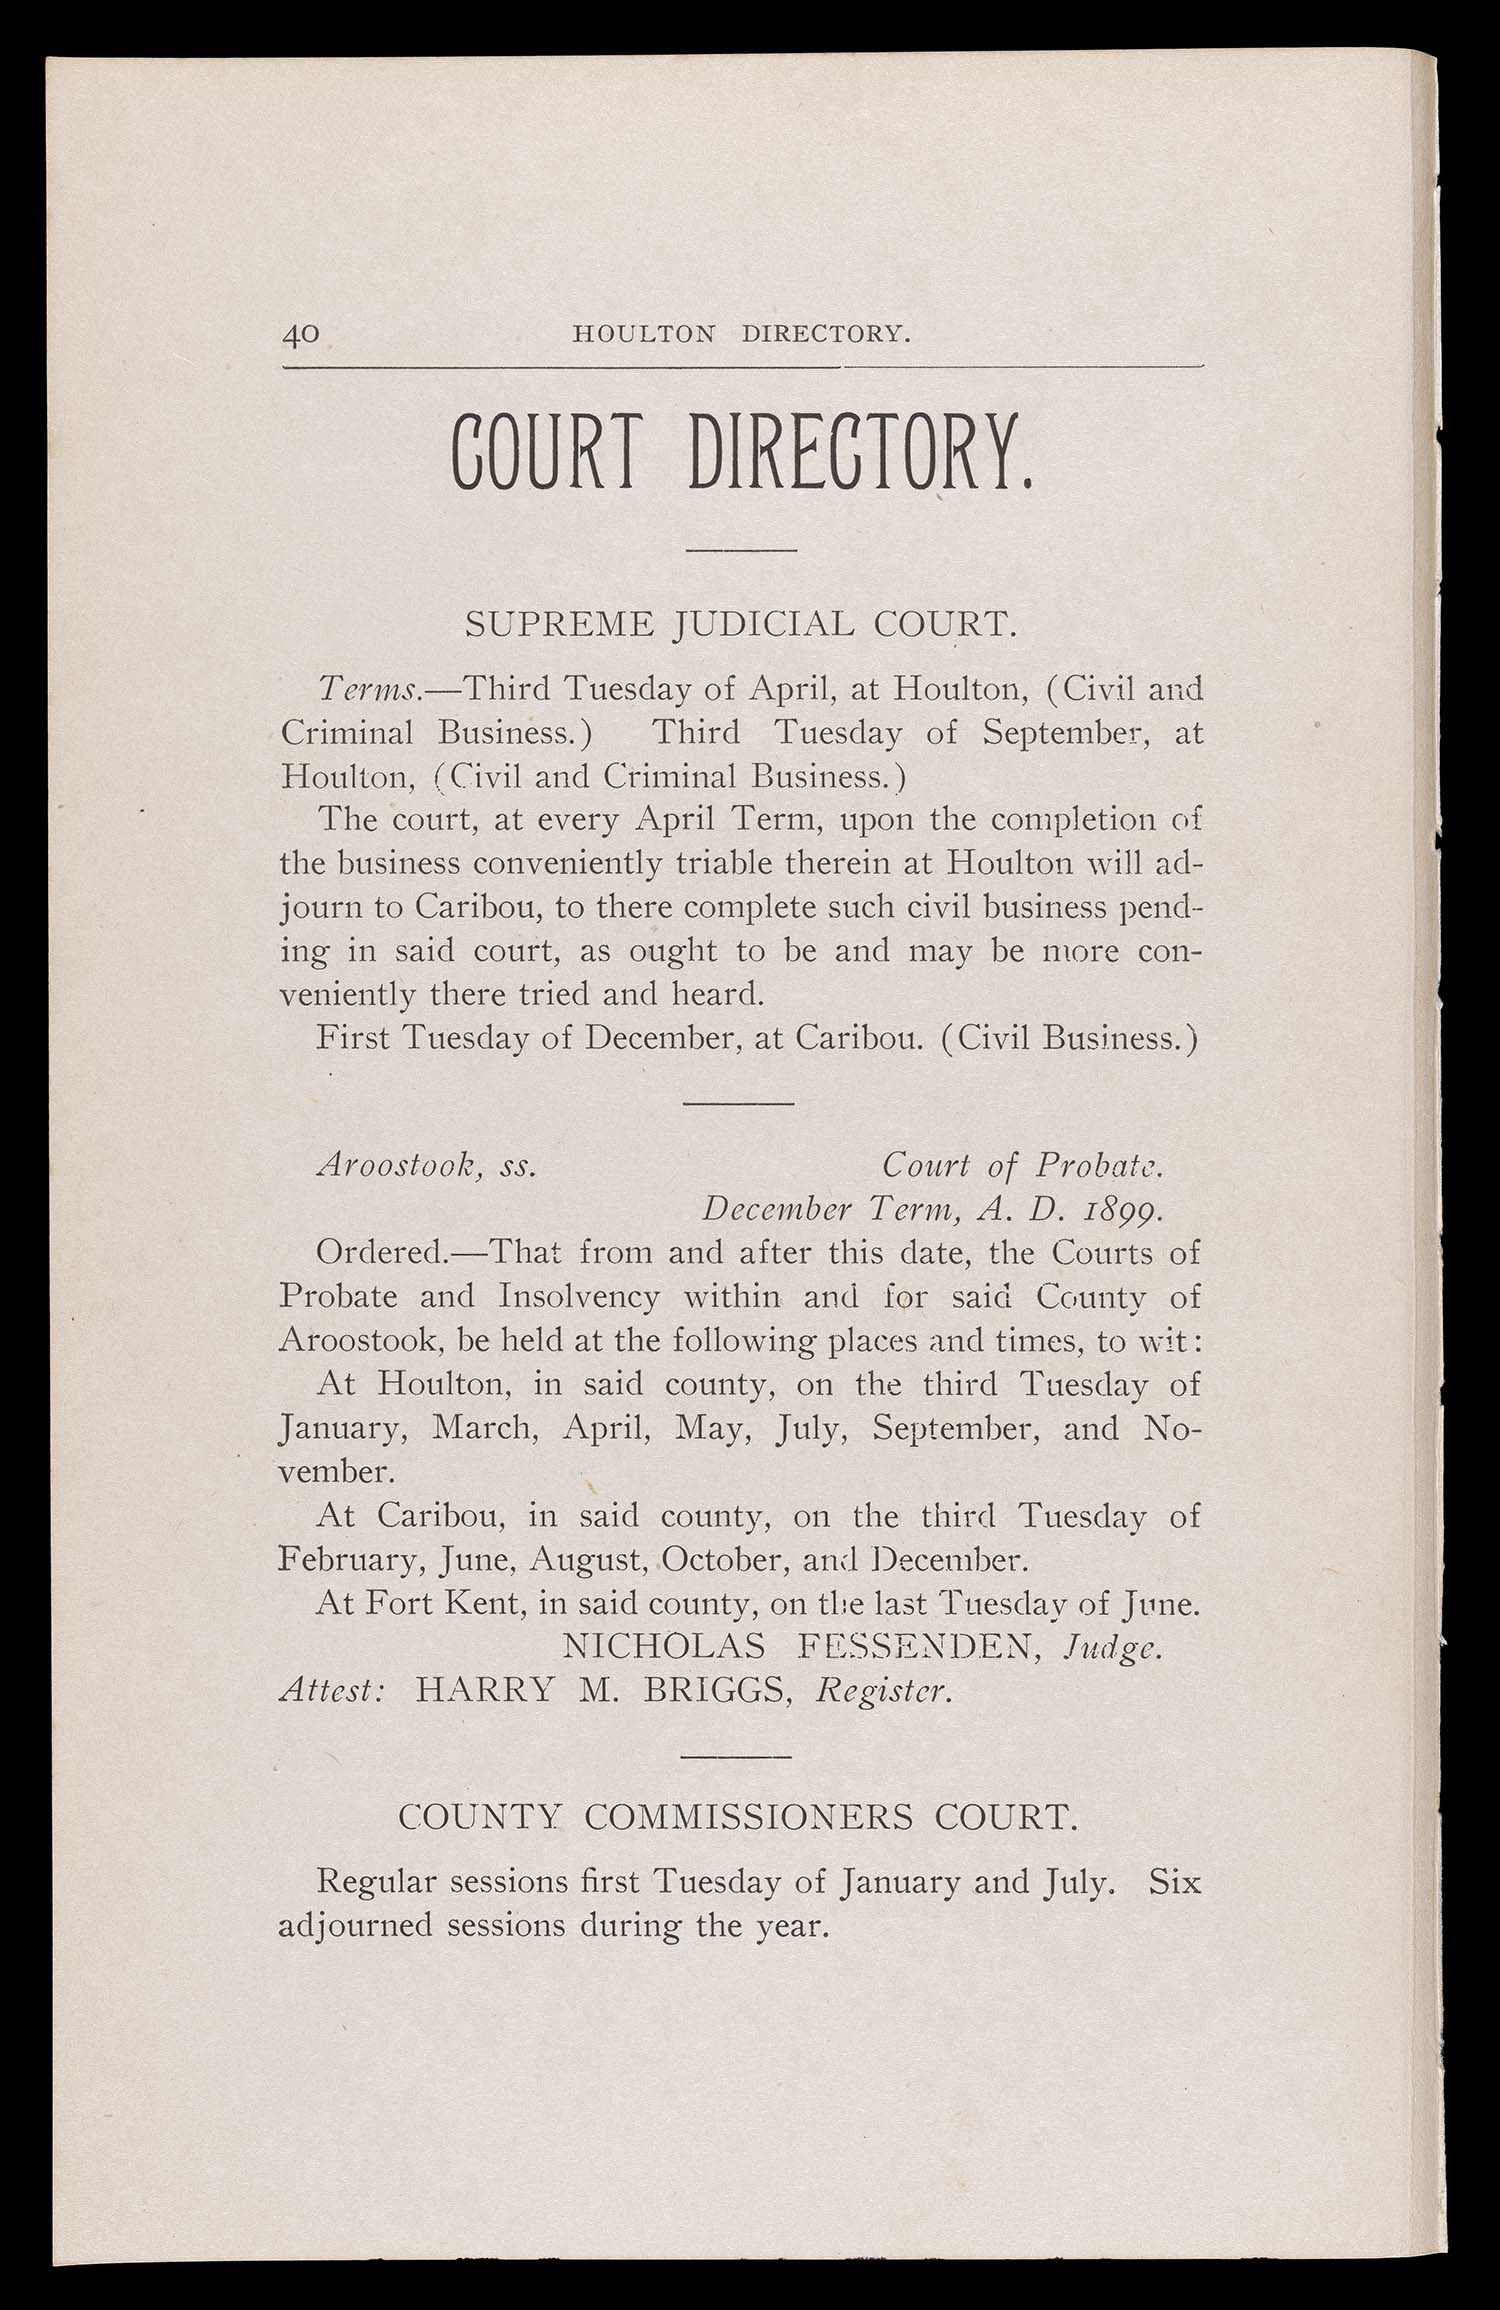 40 HOULTON DIRECTORY.
COURT DIRECTORY.
SUPREME JUDICIAL COURT.
Terms.—Third Tuesday of April, at Houlton, (Civil and
Criminal Business.) Third Tuesday of September, at
Houlton, (Civil and Criminal Business.)
The court, at every April Term, upon the completion of
the business conveniently triable therein at Houlton will ad-
journ to Caribou, to there complete such civil business pend-
ing in said court, as ought to be and may be more con-
veniently there tried and heard.
First Tuesday of December, at Caribou. (Civil Business.)
Aroostook, ss. Court of Probate.
December Term, A. D. 1899.
Ordered.—That from and after this date, the Courts of
Probate and Insolvency within and for said County of
Aroostook, be held at the following places and times, to wit:
At Houlton, in said county, on the third Tuesday of
January, March, April, May, July, September, and No-
vember.
At Caribou, in said county, on the third Tuesday of
February, June, August, October, and December.
At Fort Kent, in said county, on the last Tuesday of June.
NICHOLAS FESSENDEN, Judge.
Attest: HARRY M. BRIGGS, Register.
COUNTY COMMISSIONERS COURT.
Regular sessions first Tuesday of January and July. Six
adjourned sessions during the year.